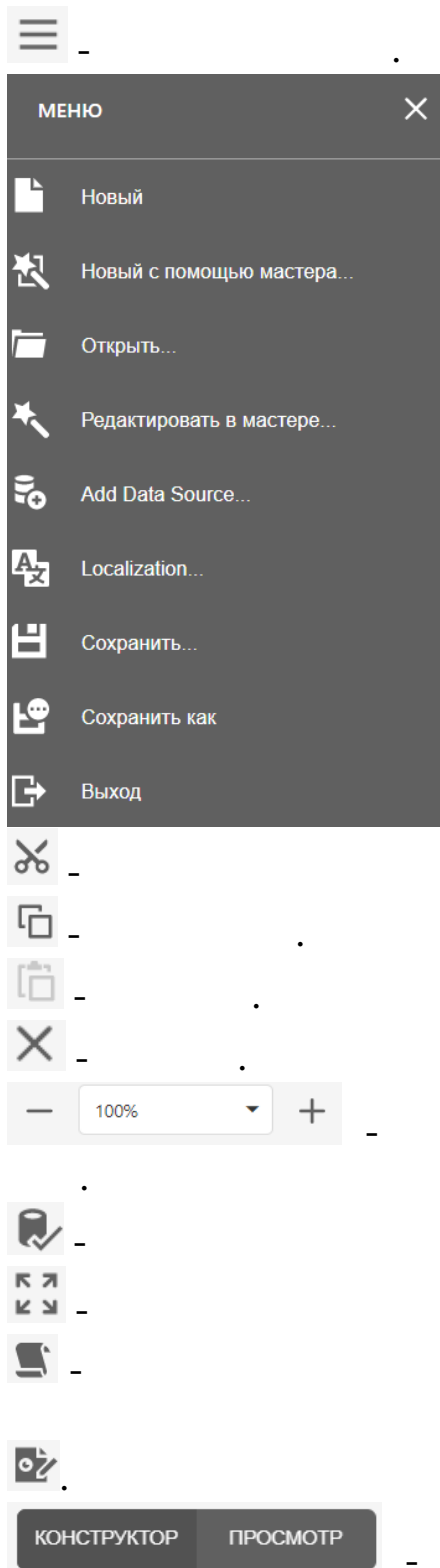 – .
МЕНЮ
Новый
Новый с помощью мастера...
Открыть...
Редактировать в мастере...
Add Data Source...
Localization...
Сохранить...
Сохранить как
Выход
–
– .
– .
– .
100% –
.
–
–
–
.
КОНСТРУКТОР ПРОСМОТР –